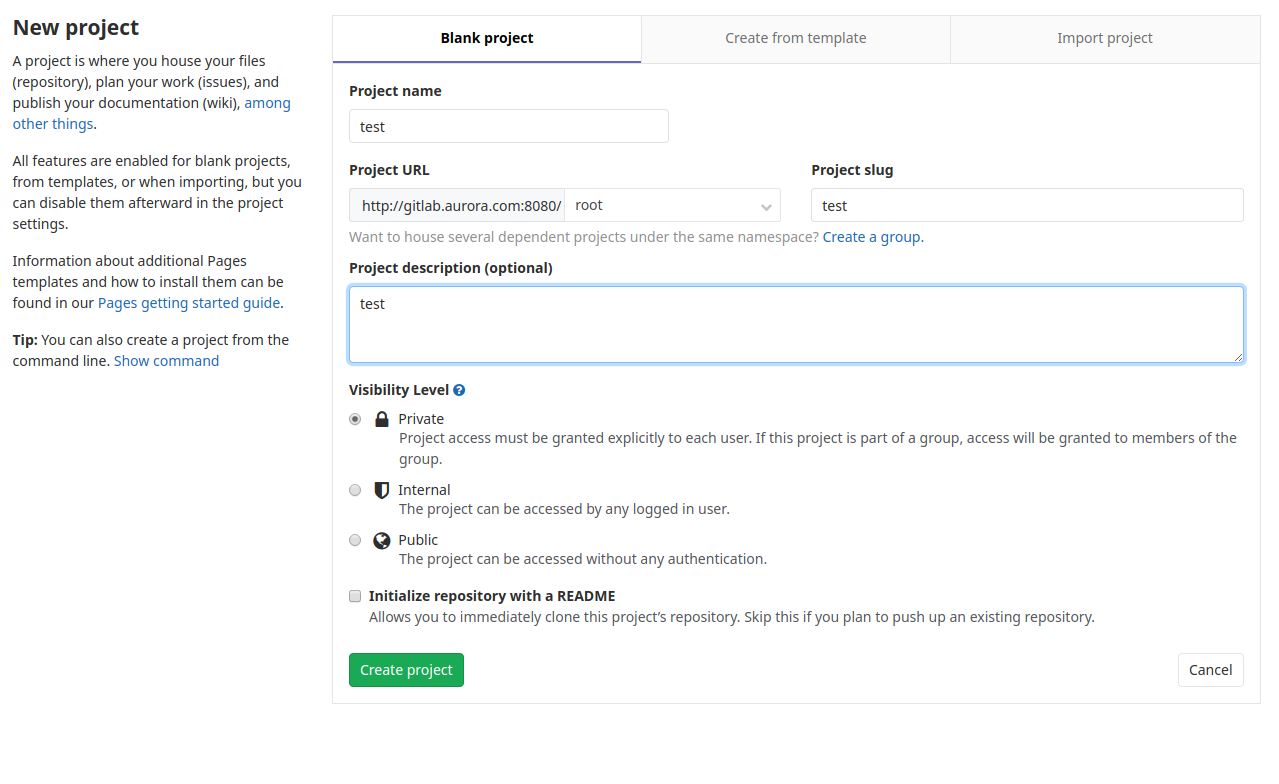 New project
A project is where you house your files
(repository), plan your work (issues), and
publish your documentation (wiki), among
other things.
All features are enabled for blank projects,
from templates, or when importing, but you
can disable them afterward in the project
settings.
Information about additional Pages
templates and how to install them can be
found in our Pages getting started guide.
Tip: You can also create a project from the
command line. Show command
Blank project
Create from template
Import project
Project name
test
Project URL
http://gitlab.aurora.com:8080/
root
Project slug
test
Want to house several dependent projects under the same namespace? Create a group.
Project description (optional)
test
Visibility Level
Private
Project access must be granted explicitly to each user. If this project is part of a group, access will be granted to members of the
group.
Internal
The project can be accessed by any logged in user.
Public
The project can be accessed without any authentication.
Initialize repository with a README
Allows you to immediately clone this project's repository. Skip this if you plan to push up an existing repository.
Create project
Cancel